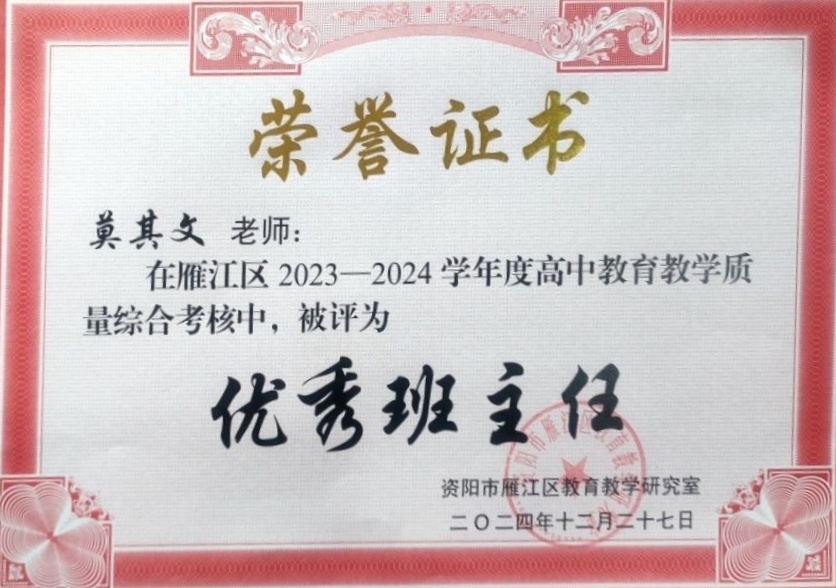 荣誉证书
莫其文 老师：
在雁江区 2023—2024 学年度高中教育教学质
量综合考核中，被评为
优秀班主任
资阳市雁江区教育教学研究室
二〇二四年十二月二十七日